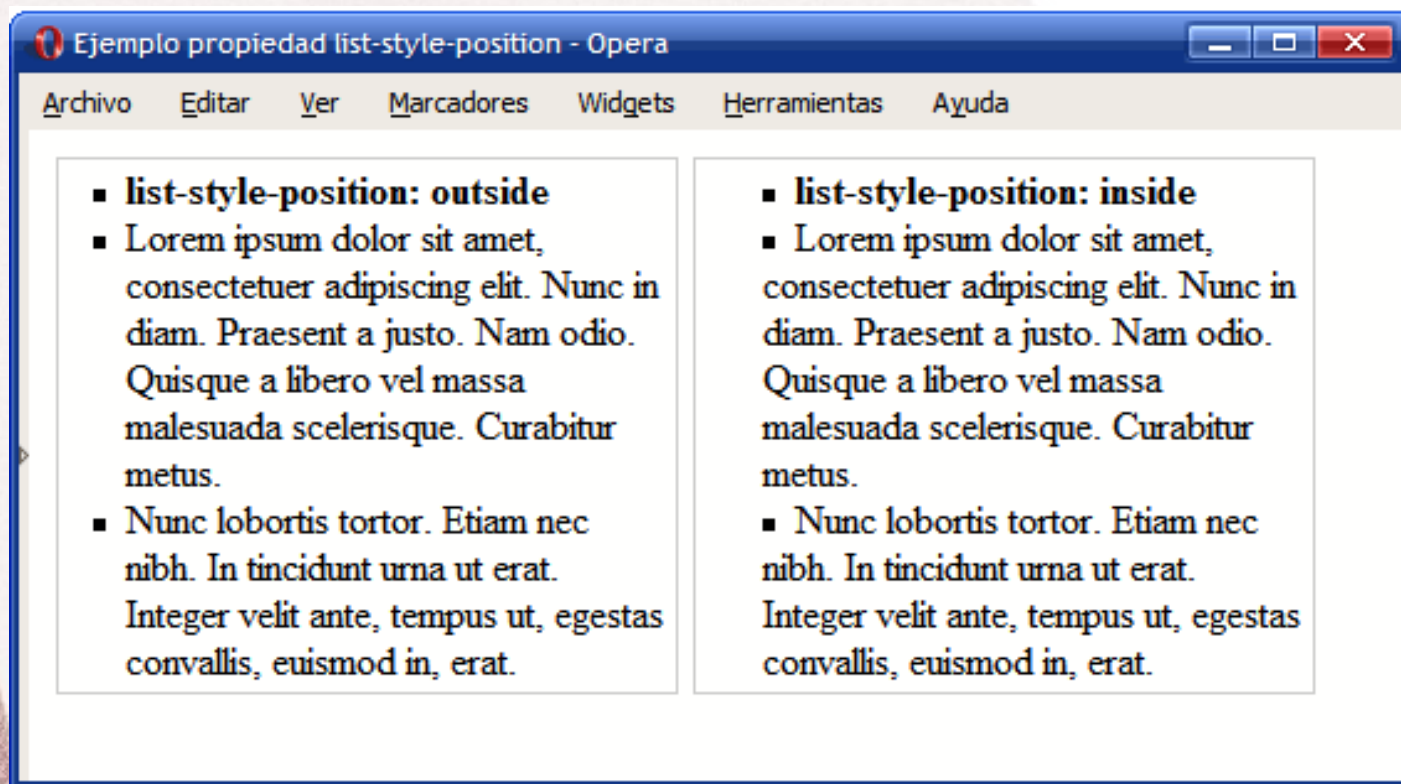 Ejemplo propiedad list-style-position - Opera
Archivo Editar Ver Marcadores Widgets Herramientas Ayuda
list-style-position: outside
Lorem ipsum dolor sit amet,
consectetuer adipiscing elit. Nunc in
diam. Praesent a justo. Nam odio.
Quisque a libero vel massa
malesuada scelerisque. Curabitur
metus.
Nunc lobortis tortor. Etiam nec
nibh. In tincidunt urna ut erat.
Integer velit ante, tempus ut, egestas
convallis, euismod in, erat.
list-style-position: inside
Lorem ipsum dolor sit amet,
consectetuer adipiscing elit. Nunc in
diam. Praesent a justo. Nam odio.
Quisque a libero vel massa
malesuada scelerisque. Curabitur
metus.
Nunc lobortis tortor. Etiam nec
nibh. In tincidunt urna ut erat.
Integer velit ante, tempus ut, egestas
convallis, euismod in, erat.